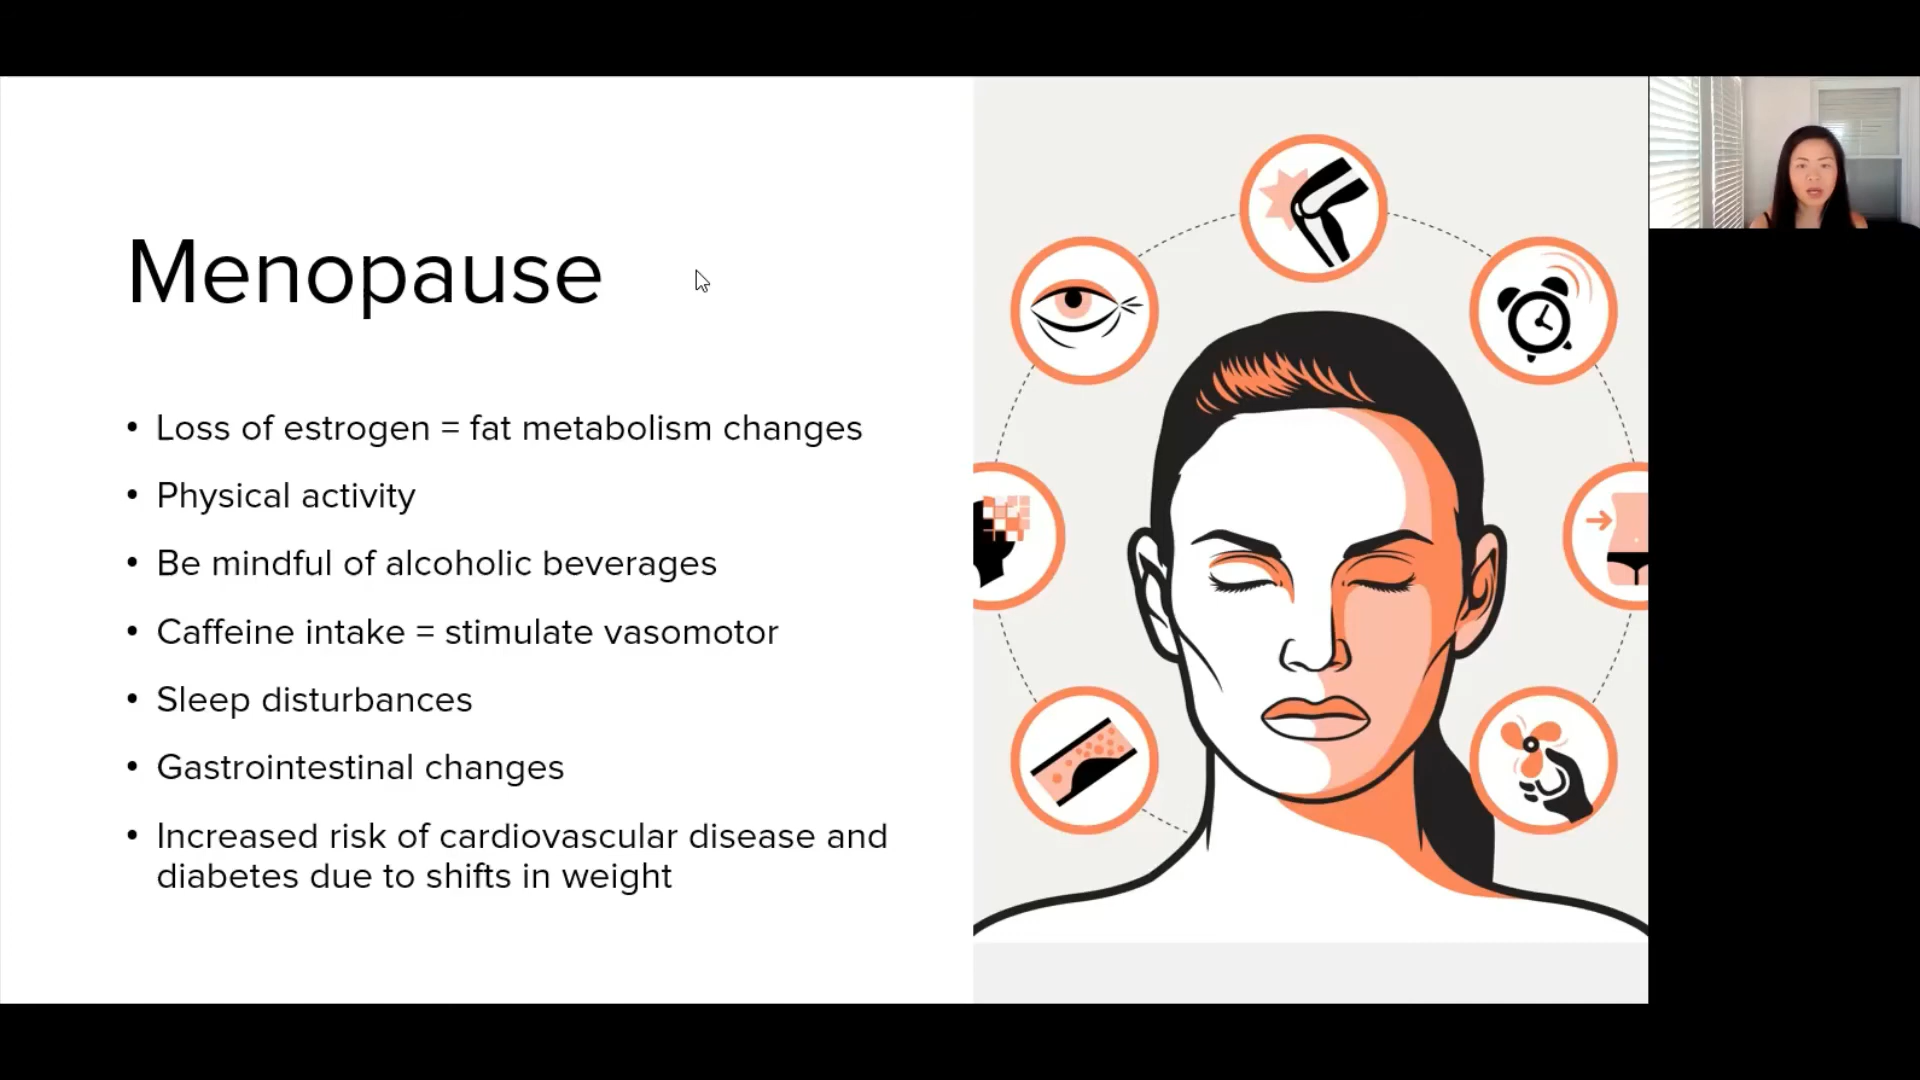 Menopause
• Loss of estrogen = fat metabolism changes
• Physical activity
• Be mindful of alcoholic beverages
• Caffeine intake = stimulate vasomotor
• Sleep disturbances
• Gastrointestinal changes
• Increased risk of cardiovascular disease and
diabetes due to shifts in weight